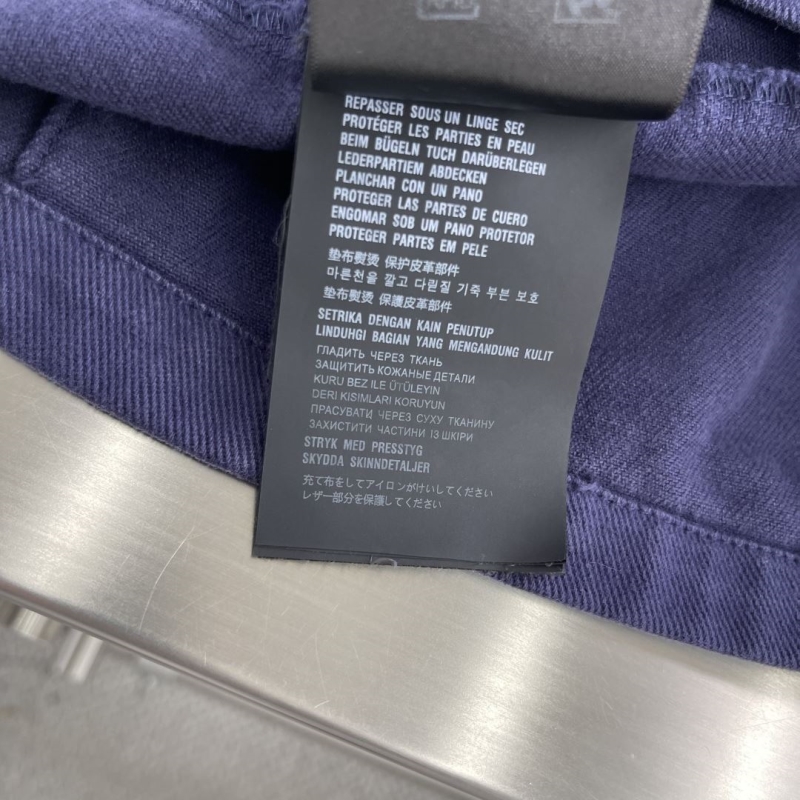 REPASSER SOUS UN LINGE SEC
PROTÉGER LES PARTIES EN PEAU
BEIM BÜGELN TUCH DARÜBERLEGEN
LEDERPARTIEM ABDECKEN
PLANCHAR CON UN PANO
PROTEGER LAS PARTES DE CUERO
ENGOMAR SOB UM PANO PROTETOR
PROTEGER PARTES EM PELE
垫布熨烫 保护皮革部件
마른천을 깔고 다림질 기죽 부분 보호
垫布熨燙 保護皮革部件
SETRIKA DENGAN KAIN PENUTUP
LINDUHGI BAGIAN YANG MENGANDUNG KULIT
ГЛАДИТЬ ЧЕРЕЗ ТКАНЬ
ЗАЩИТИТЬ КОЖАНЫЕ ДЕТАЛИ
KURU BEZ ILE ÜTÜLEYIN
DERI KISIMLARI KORUYUN
ПРАСУВАТИ ЧЕРЕЗ СУХУ ТКАНИНУ
ЗАХИСТИТИ ЧАСТИНИ ІЗ ШКІРИ
STRYK MED PRESSTYG
SKYDDA SKINNDETALJER
充て布をしてアイロンがけいしてください
レザー部分を保護してください